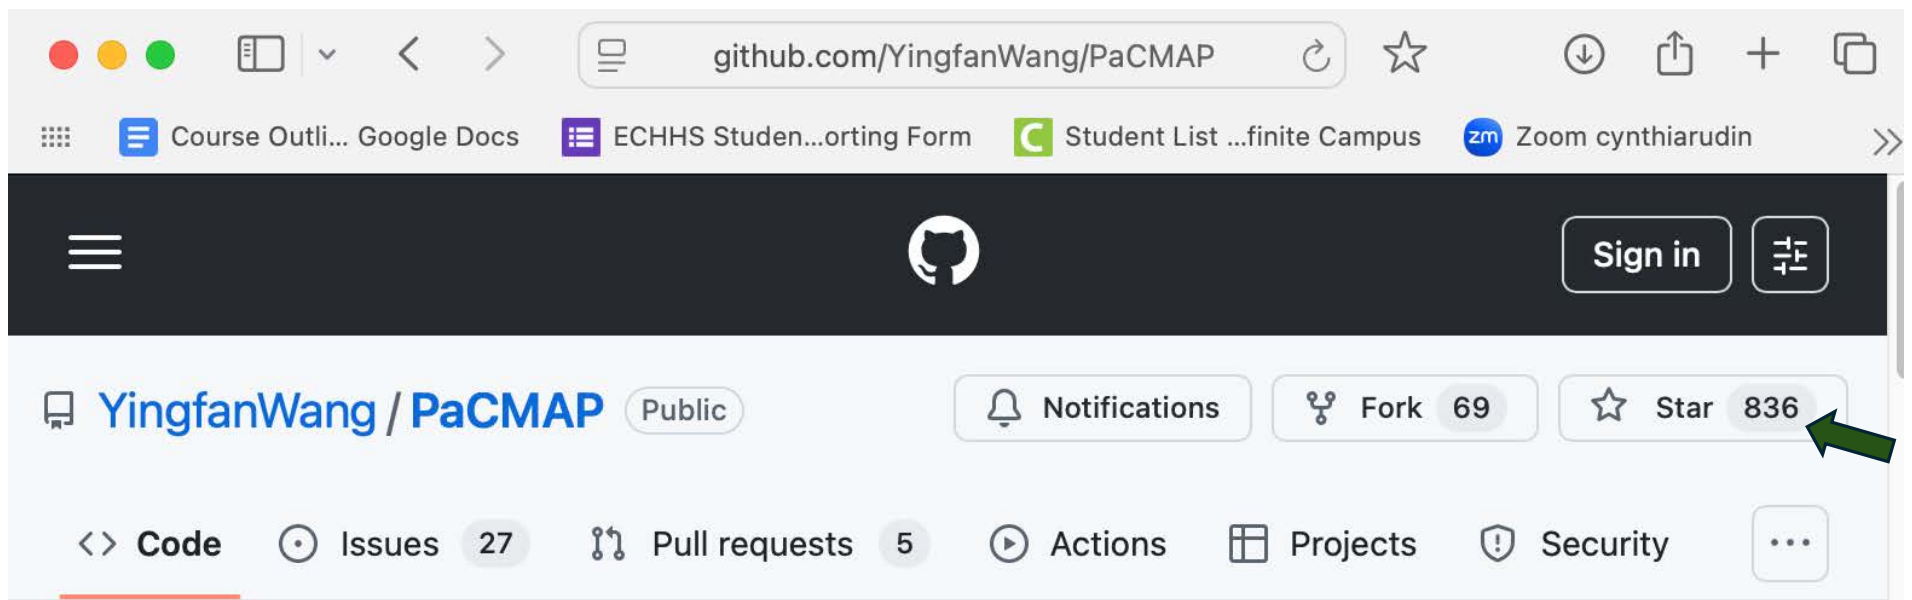 github.com/YingfanWang/PaCMAP
Course Outli... Google Docs ECHHS Studen...orting Form C Student List ...finite Campus zm Zoom cynthiarudin
Sign in
YingfanWang / PaCMAP Public Notifications Fork 69 Star 836
<> Code Issues 27 Pull requests 5 Actions Projects Security ...